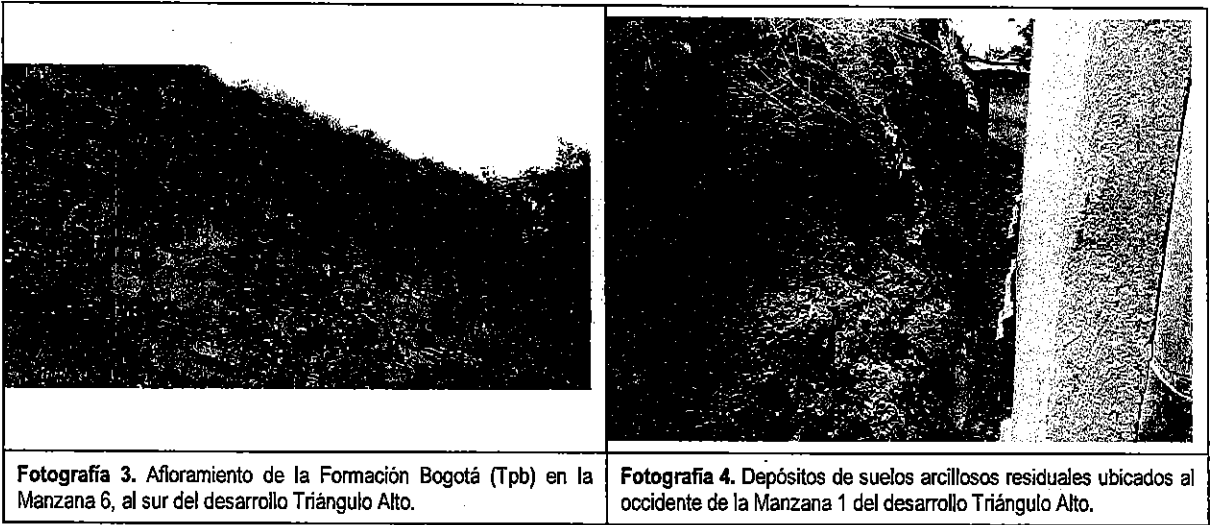 Fotografía 3. Afloramiento de la Formación Bogotá (Tpb) en la
Manzana 6, al sur del desarrollo Triángulo Alto.
Fotografía 4. Depósitos de suelos arcillosos residuales ubicados al
occidente de la Manzana 1 del desarrollo Triángulo Alto.